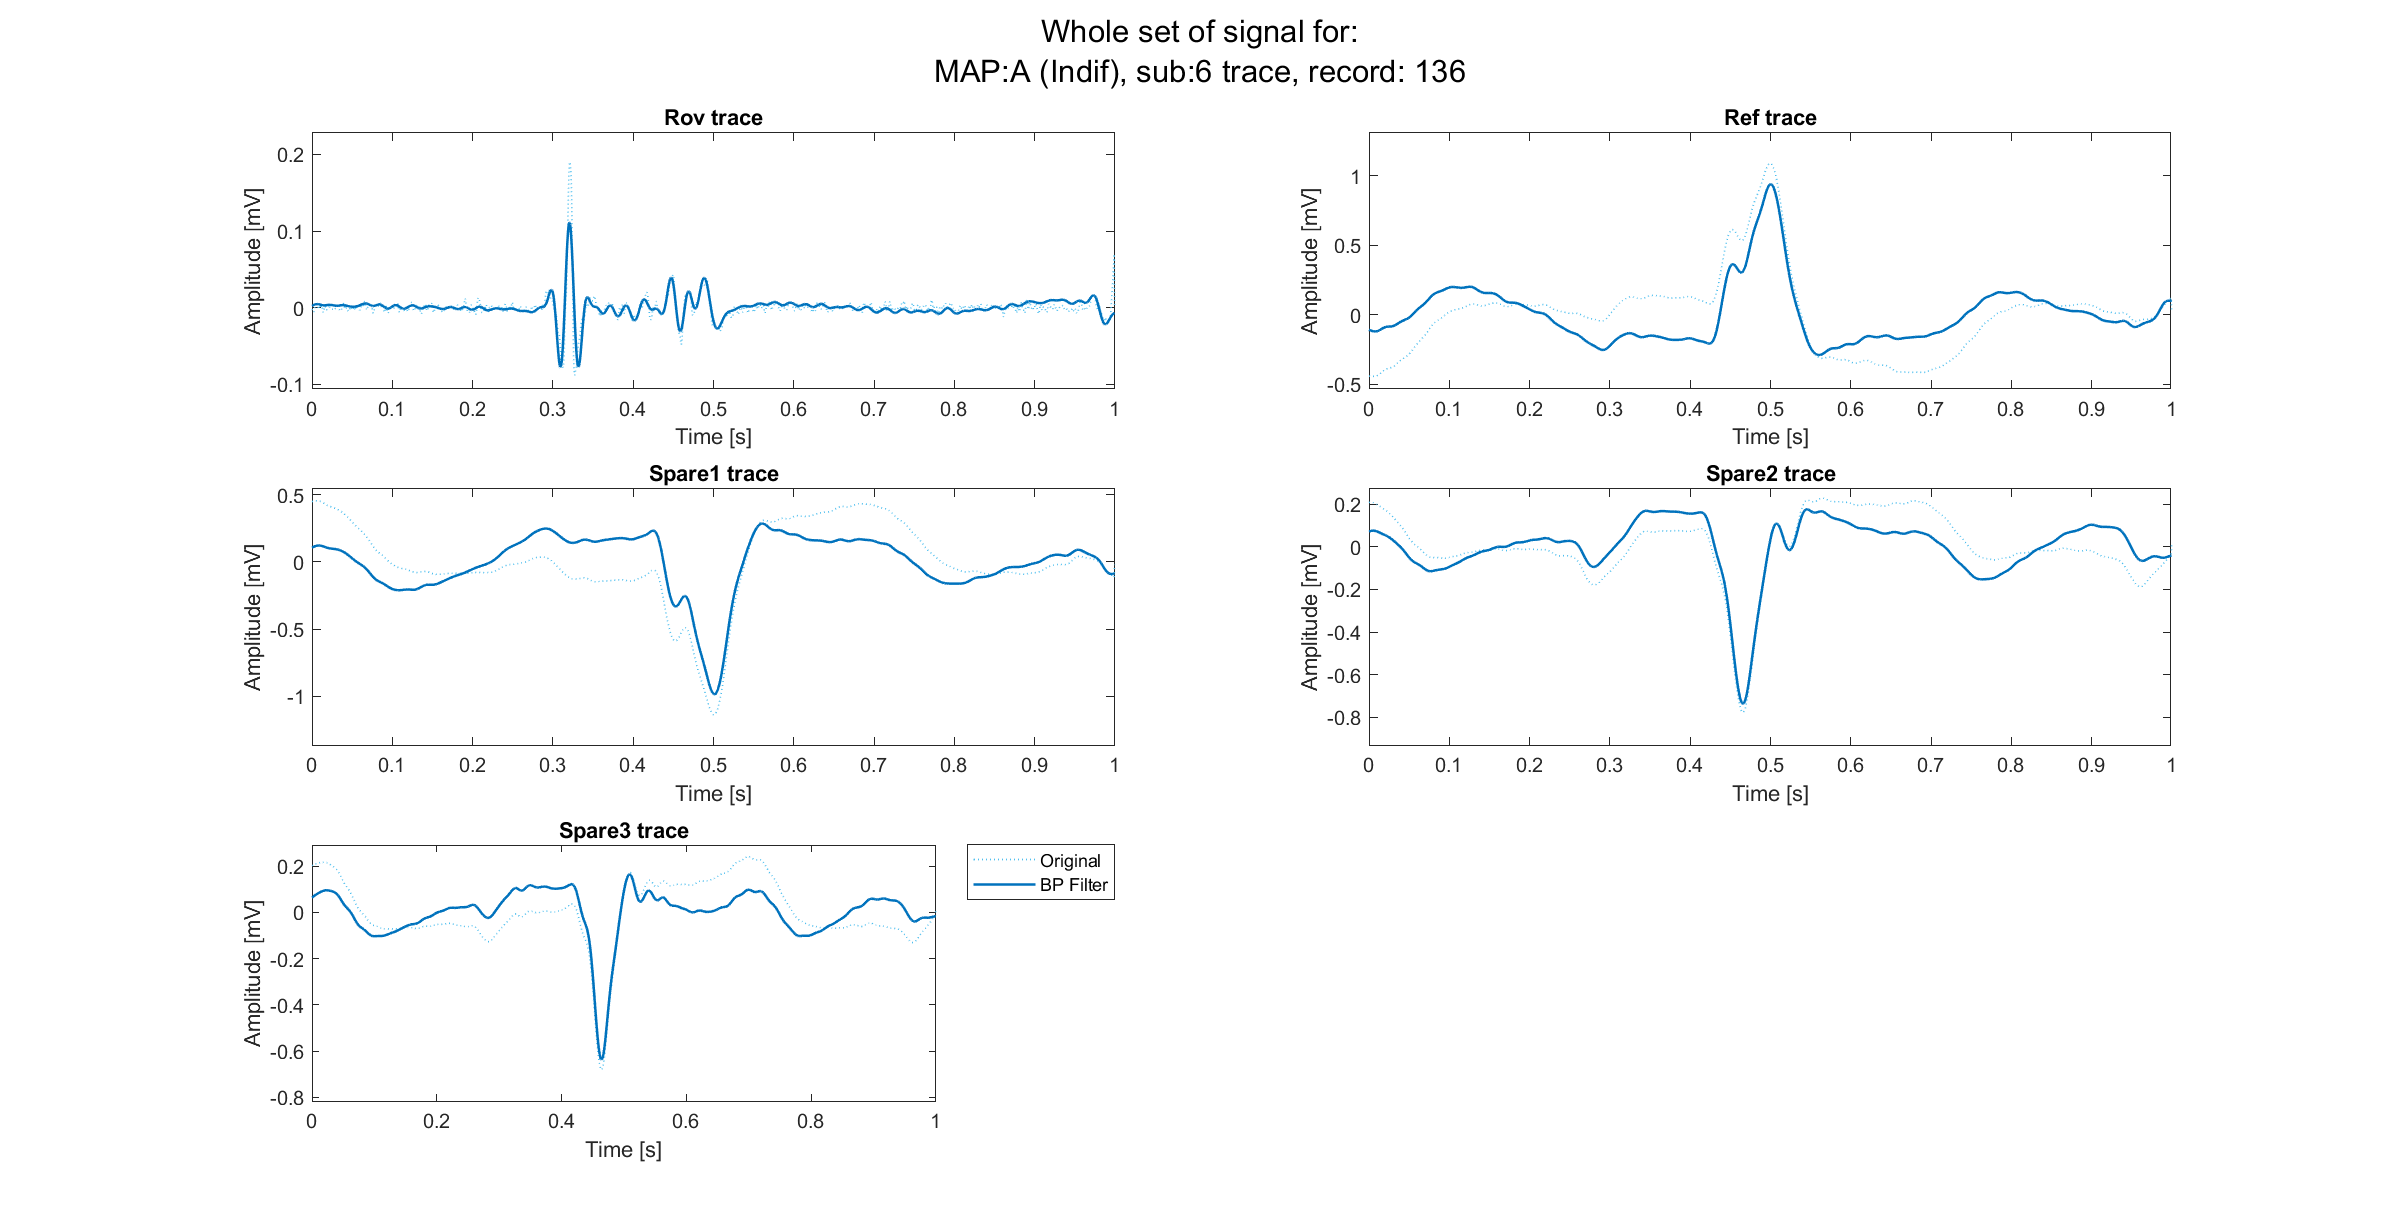 Whole set of signal for:
MAP:A (Indif), sub:6 trace, record: 136
Rov trace
0.2
0.1
0
-0.1
Amplitude [mV]
0 0.1 0.2 0.3 0.4 0.5 0.6 0.7 0.8 0.9 1
Time [s]
Ref trace
1
0.5
0
-0.5
Amplitude [mV]
0 0.1 0.2 0.3 0.4 0.5 0.6 0.7 0.8 0.9 1
Time [s]
Spare1 trace
0.5
0
-0.5
-1
Amplitude [mV]
0 0.1 0.2 0.3 0.4 0.5 0.6 0.7 0.8 0.9 1
Time [s]
Spare2 trace
0.2
0
-0.2
-0.4
-0.6
-0.8
Amplitude [mV]
0 0.1 0.2 0.3 0.4 0.5 0.6 0.7 0.8 0.9 1
Time [s]
Spare3 trace
0.2
0
-0.2
-0.4
-0.6
-0.8
Amplitude [mV]
0 0.2 0.4 0.6 0.8 1
Time [s]
Original
BP Filter